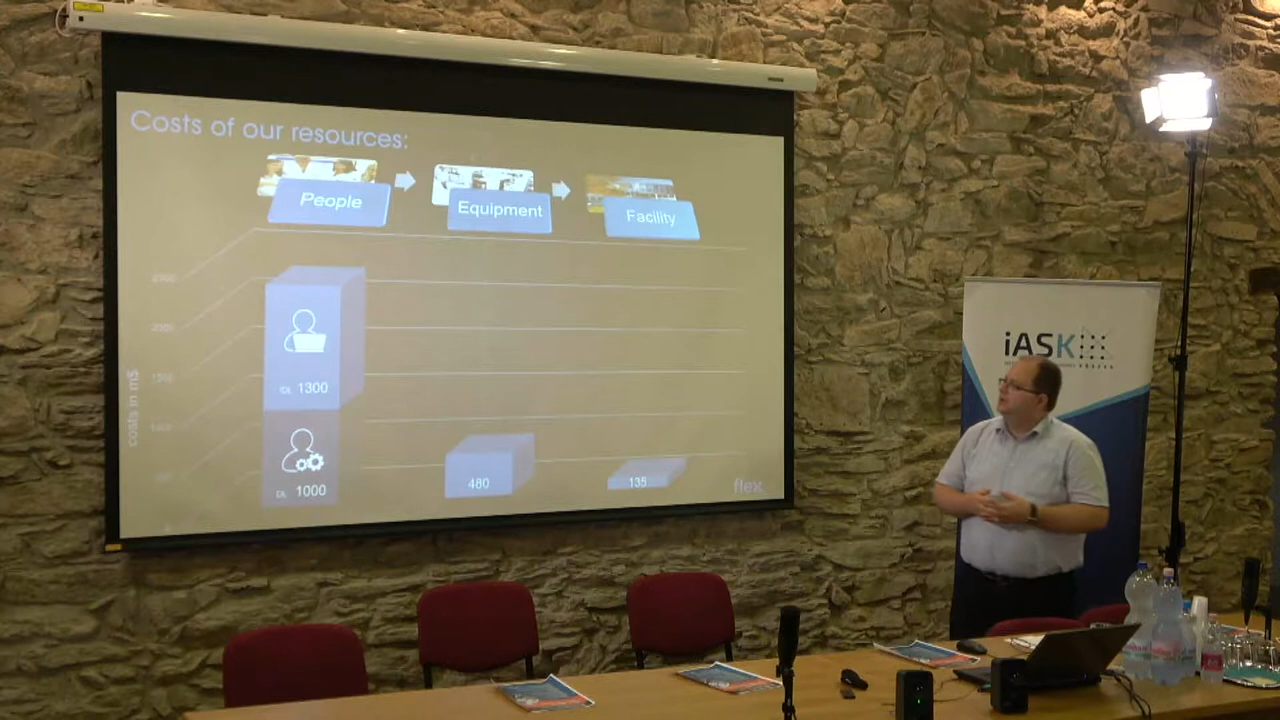 Costs of our resources:
People
Equipment
Facility
costs in m$
IDL 1300
DL 1000
480
135
flex
iASK